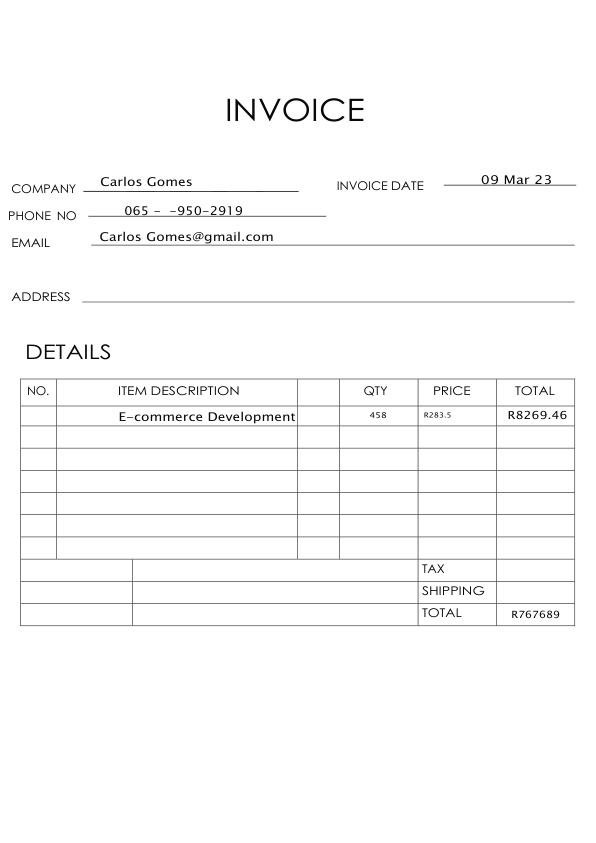 INVOICE
COMPANY Carlos Gomes INVOICE DATE 09 Mar 23
PHONE NO 065 - -950-2919
EMAIL Carlos Gomes@gmail.com
ADDRESS
DETAILS
NO. ITEM DESCRIPTION QTY PRICE TOTAL
E-commerce Development 458 R283.5 R8269.46
TAX
SHIPPING
TOTAL R767689